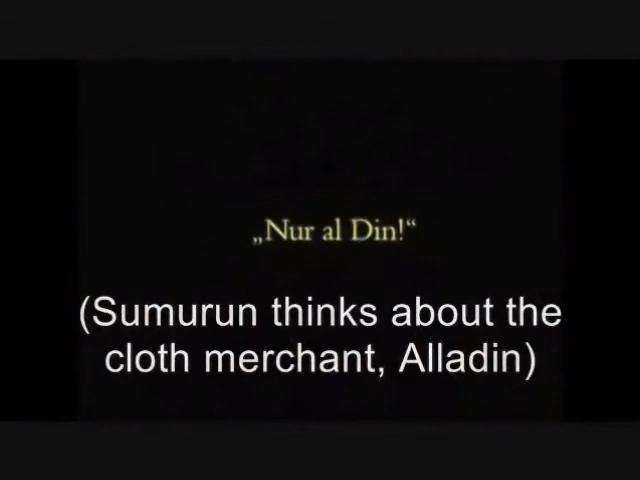 „Nur al Din!“
(Sumurun thinks about the
cloth merchant, Alladin)